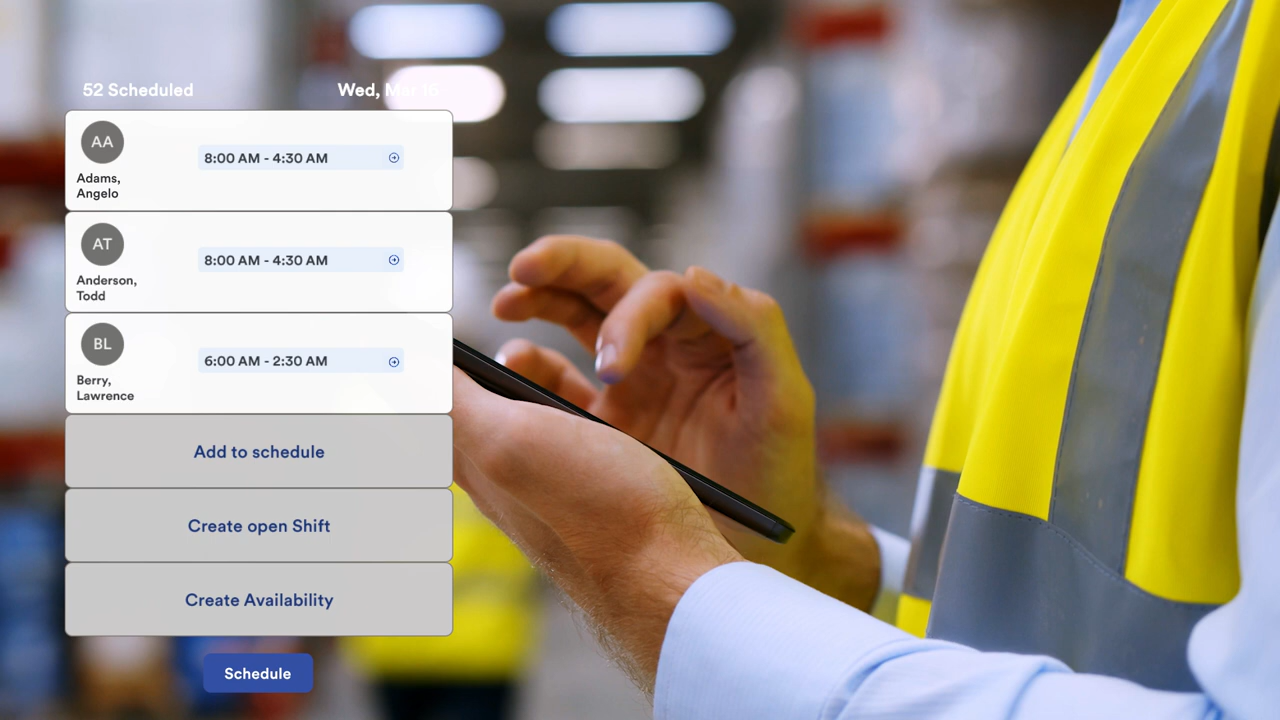 52 Scheduled
Wed, Mar 16
AA
8:00 AM - 4:30 AM
Adams,
Angelo
AT
8:00 AM - 4:30 AM
Anderson,
Todd
BL
6:00 AM - 2:30 AM
Berry,
Lawrence
Add to schedule
Create open Shift
Create Availability
Schedule